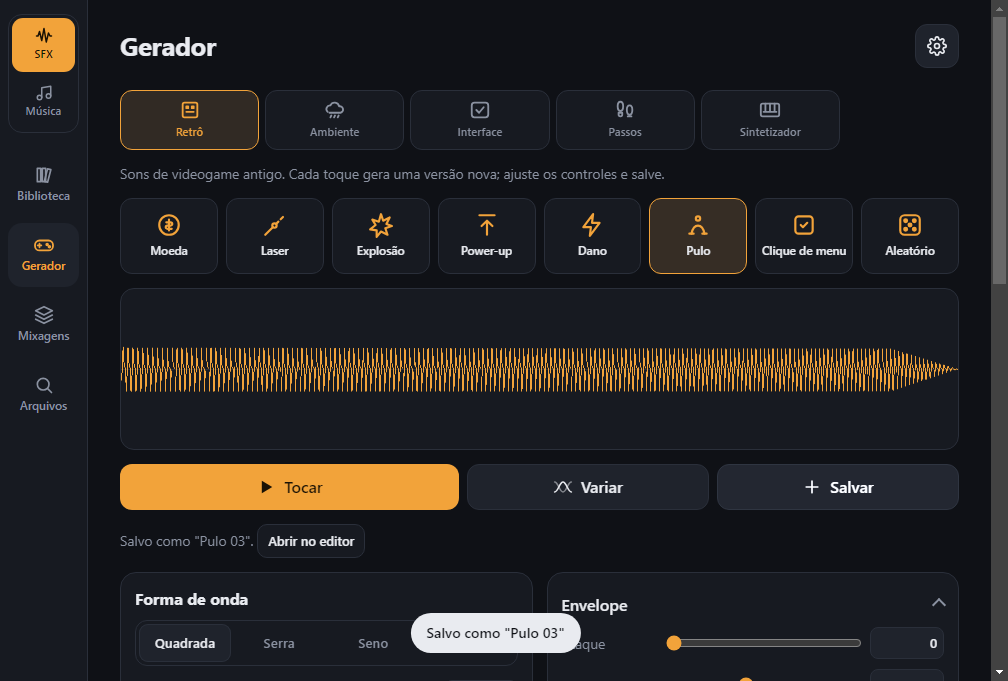 SFX
Música
Biblioteca
Gerador
Mixagens
Arquivos
Gerador
Retrô
Ambiente
Interface
Passos
Sintetizador
Sons de videogame antigo. Cada toque gera uma versão nova; ajuste os controles e salve.
Moeda
Laser
Explosão
Power-up
Dano
Pulo
Clique de menu
Aleatório
Tocar
Variar
Salvar
Salvo como "Pulo 03".
Abrir no editor
Forma de onda
Quadrada
Serra
Seno
Envelope
0
Salvo como "Pulo 03"